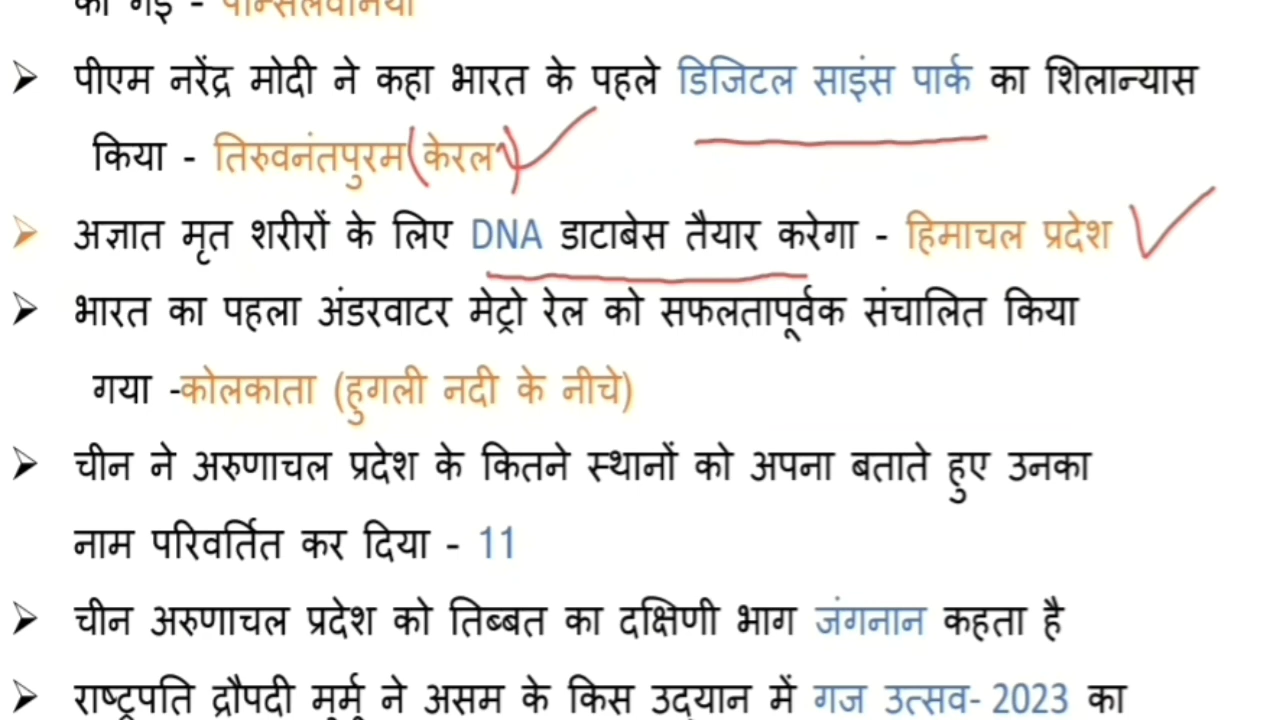 की गई - पेन्सिलवेनिया
पीएम नरेंद्र मोदी ने कहा भारत के पहले डिजिटल साइंस पार्क का शिलान्यास
किया - तिरुवनंतपुरम(केरल)
अज्ञात मृत शरीरों के लिए DNA डाटाबेस तैयार करेगा - हिमाचल प्रदेश
भारत का पहला अंडरवाटर मेट्रो रेल को सफलतापूर्वक संचालित किया
गया -कोलकाता (हुगली नदी के नीचे)
चीन ने अरुणाचल प्रदेश के कितने स्थानों को अपना बताते हुए उनका
नाम परिवर्तित कर दिया - 11
चीन अरुणाचल प्रदेश को तिब्बत का दक्षिणी भाग जंगनान कहता है
राष्ट्रपति द्रौपदी मुर्मू ने असम के किस उद्यान में गज उत्सव- 2023 का